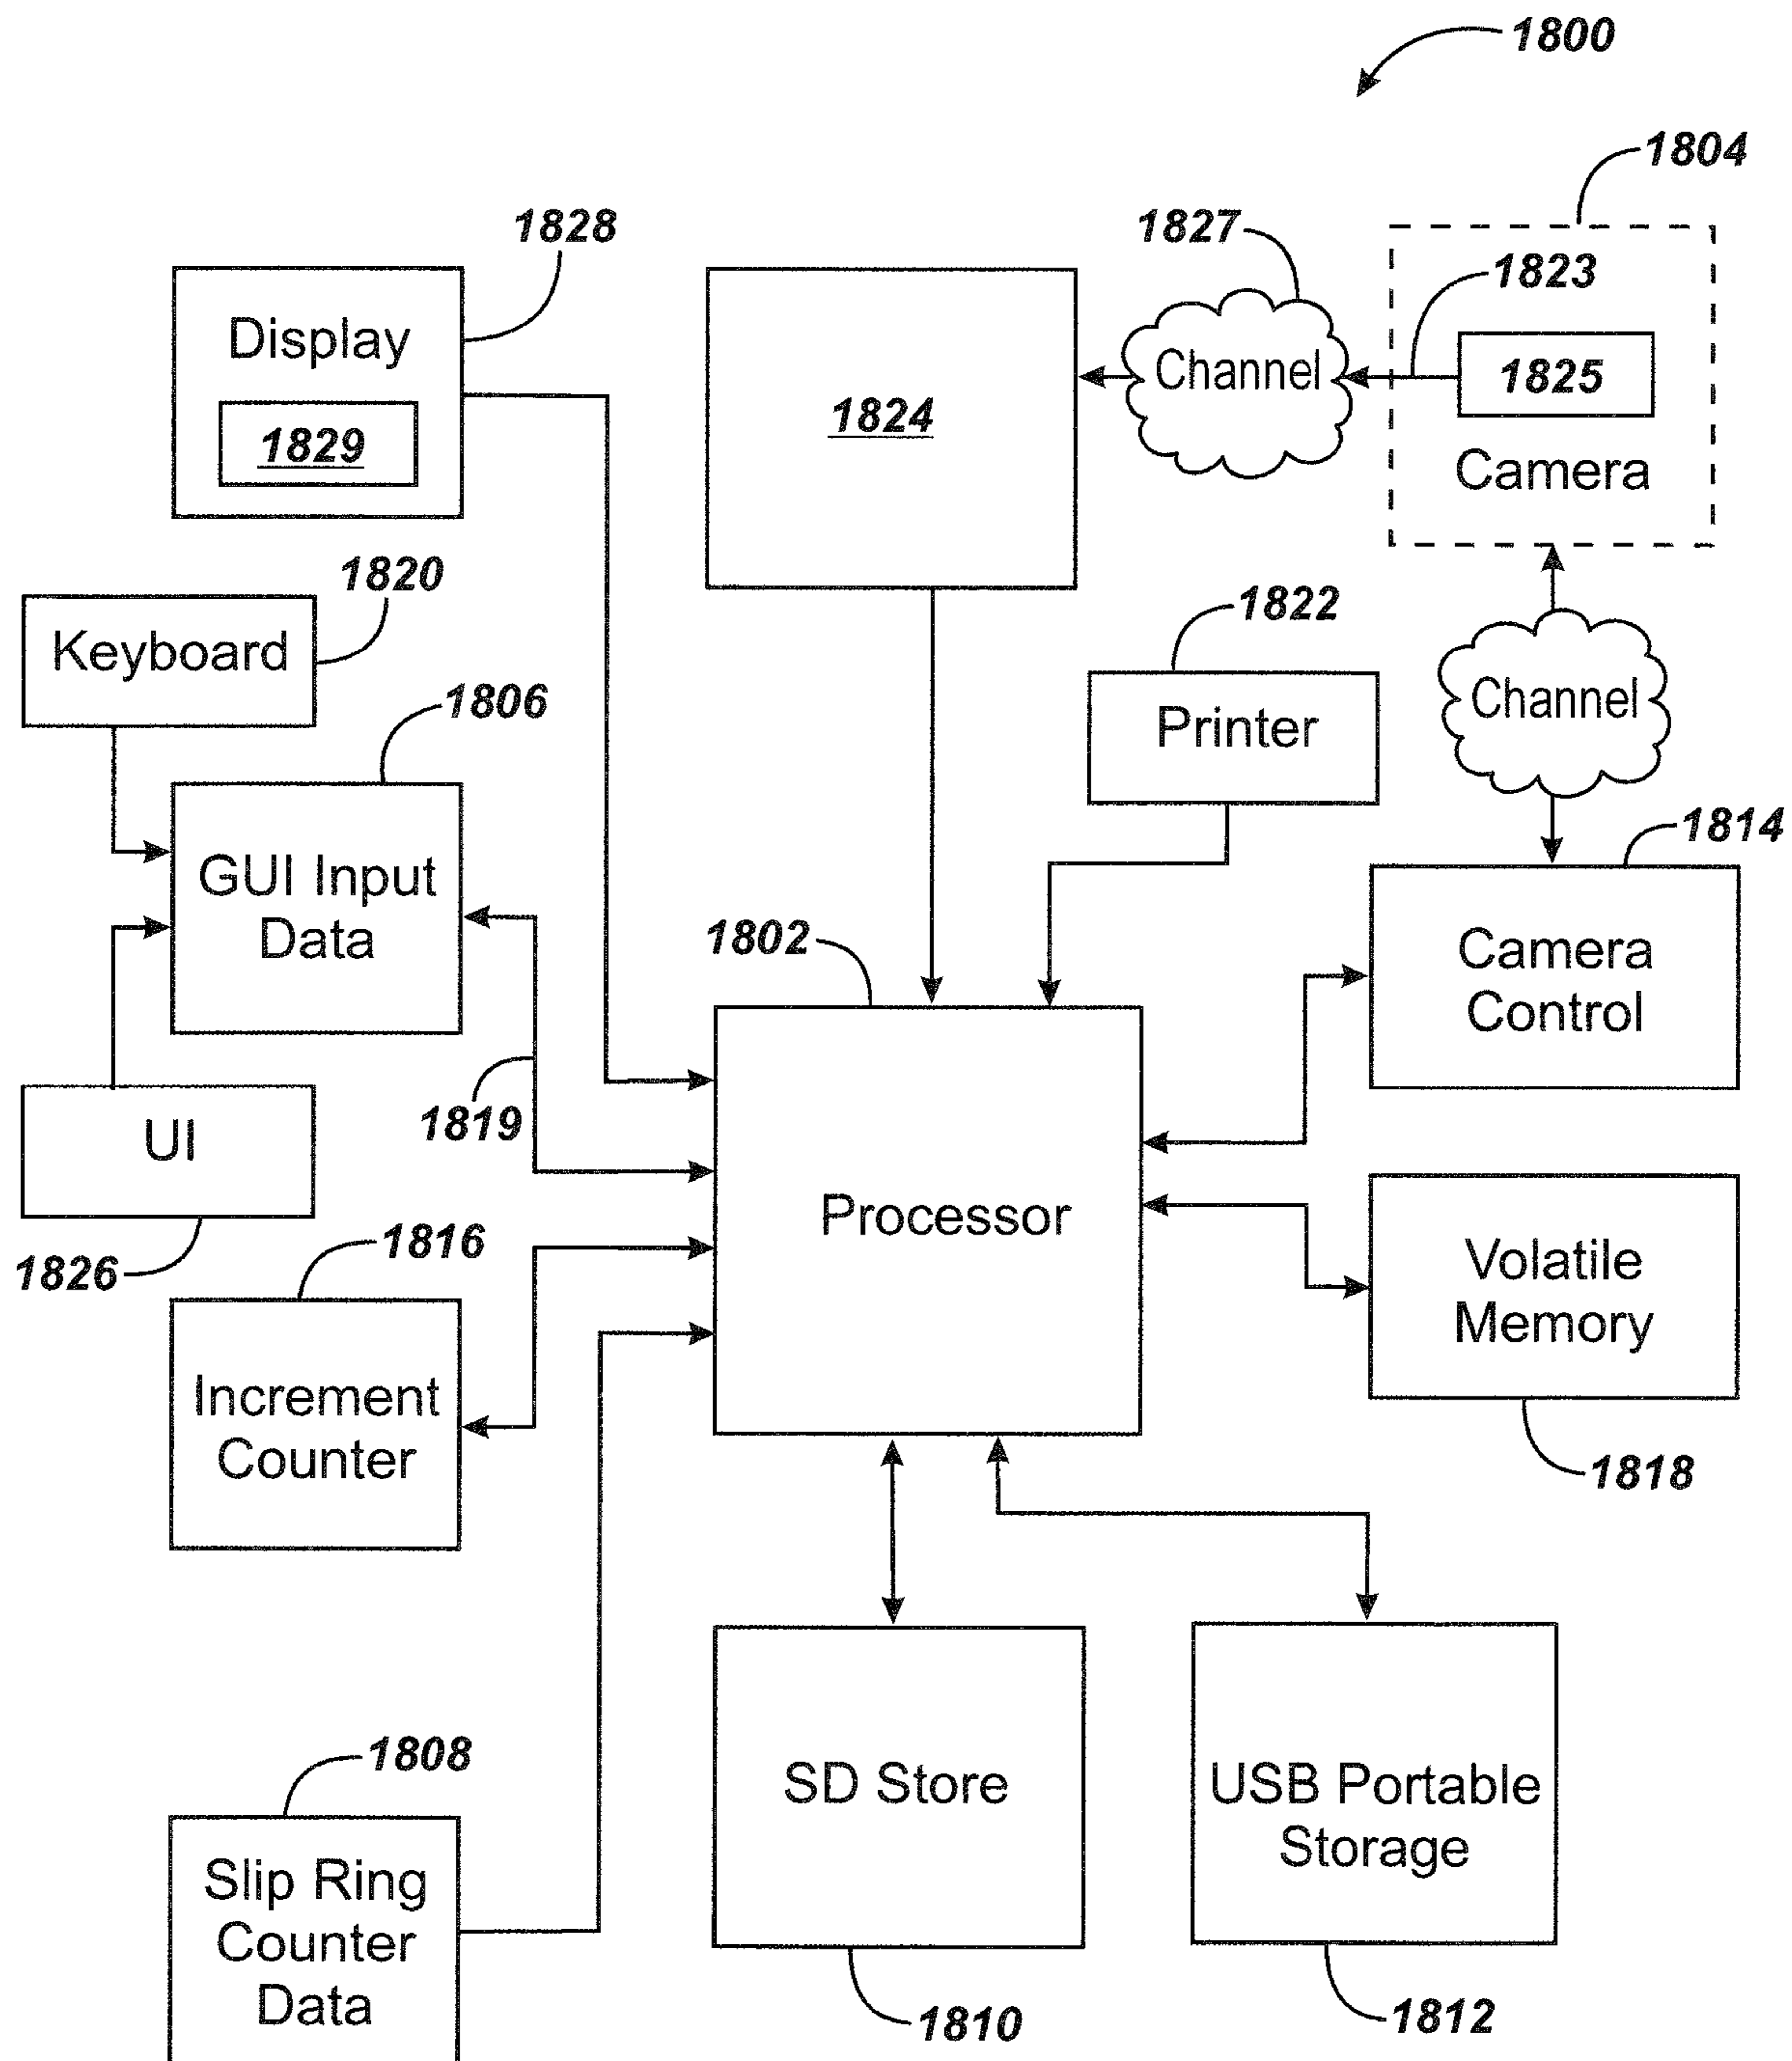 1800
1804
1828
1827
1823
Display
1829
1824
Channel
1825
Camera
1820
Keyboard
1822
Printer
Channel
1806
GUI Input
Data
1814
Camera
Control
1802
1819
UI
1826
Processor
1816
Increment
Counter
Volatile
Memory
1818
1808
Slip Ring
Counter
Data
SD Store
1810
USB Portable
Storage
1812